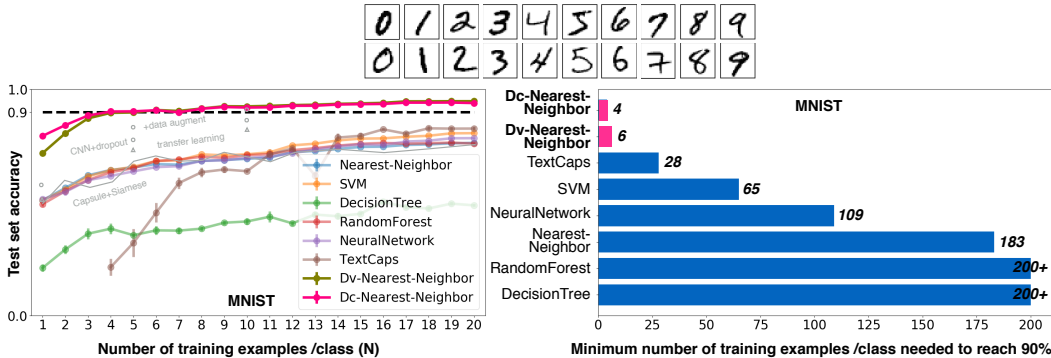 0 1 2 3 4 5 6 7 8 9
0 1 2 3 4 5 6 7 8 9
Test set accuracy
1.0
0.9
0.0
CNN+dropout
+data augment
transfer learning
Capsule+Siamese
Nearest-Neighbor
SVM
DecisionTree
RandomForest
NeuralNetwork
TextCaps
Dv-Nearest-Neighbor
Dc-Nearest-Neighbor
MNIST
1 2 3 4 5 6 7 8 9 10 11 12 13 14 15 16 17 18 19 20
Number of training examples /class (N)
MNIST
Dc-Nearest-
Neighbor
4
Dv-Nearest-
Neighbor
6
TextCaps
28
SVM
65
NeuralNetwork
109
Nearest-
Neighbor
183
RandomForest
200+
DecisionTree
200+
0 25 50 75 100 125 150 175 200
Minimum number of training examples /class needed to reach 90%